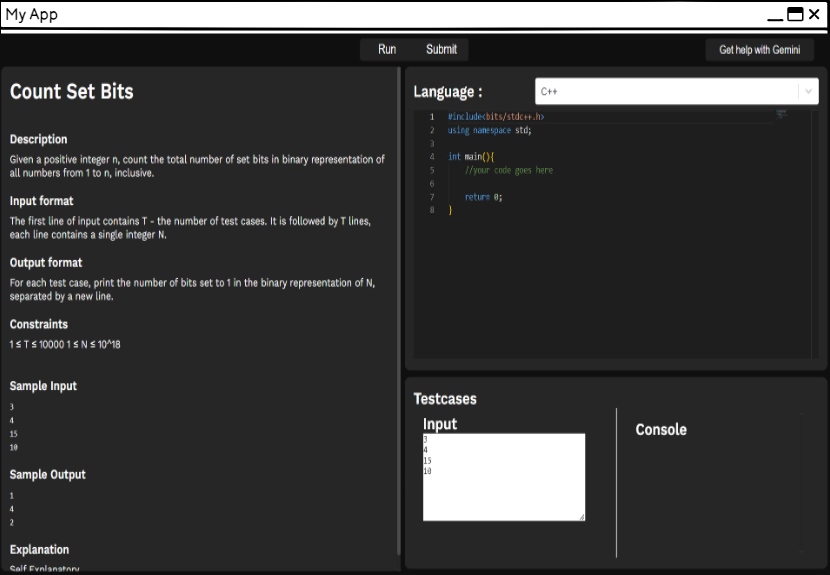 My App
Run Submit Get help with Gemini
Count Set Bits
Description
Given a positive integer n, count the total number of set bits in binary representation of
all numbers from 1 to n, inclusive.
Input format
The first line of input contains T - the number of test cases. It is followed by T lines,
each line contains a single integer N.
Output format
For each test case, print the number of bits set to 1 in the binary representation of N,
separated by a new line.
Constraints
1 ≤ T ≤ 10000 1 ≤ N ≤ 10^18
Sample Input
3
4
15
10
Sample Output
1
4
2
Explanation
Self Explanatory
Language :
C++
1 #include<bits/stdc++.h>
2 using namespace std;
3
4 int main(){
5 //your code goes here
6
7 return 0;
8 }
Testcases
Input
3
4
15
10
Console